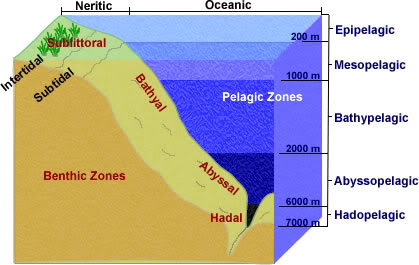 Neritic
Oceanic
200 m
Epipelagic
Sublittoral
Intertidal
Subtidal
Mesopelagic
1000 m
Bathyal
Pelagic Zones
Bathypelagic
2000 m
Benthic Zones
Abyssal
Abyssopelagic
6000 m
Hadal
Hadopelagic
7000 m